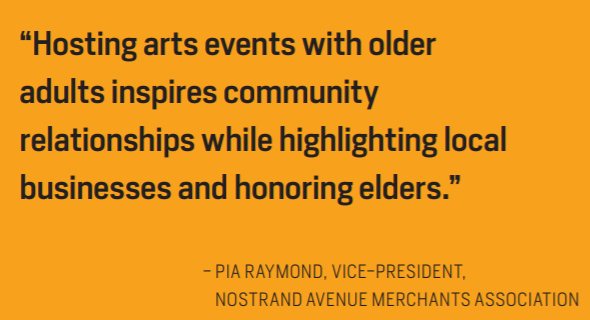 “Hosting arts events with older
adults inspires community
relationships while highlighting local
businesses and honoring elders.”
– PIA RAYMOND, VICE-PRESIDENT,
NOSTRAND AVENUE MERCHANTS ASSOCIATION